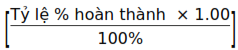 [Tỷ lệ % hoàn thành × 1.00
100%]